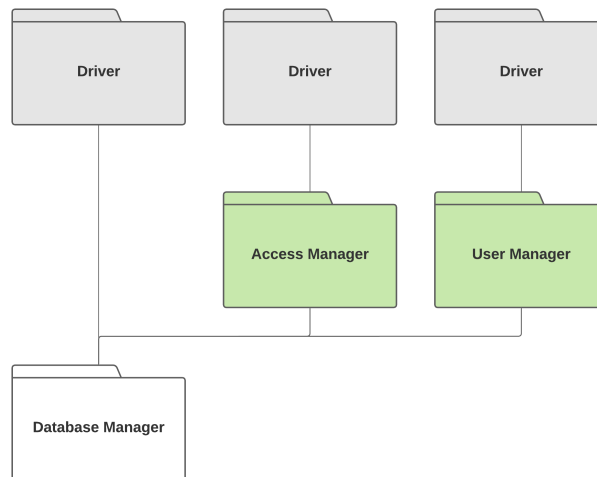 Driver
Driver
Driver
Access Manager
User Manager
Database Manager